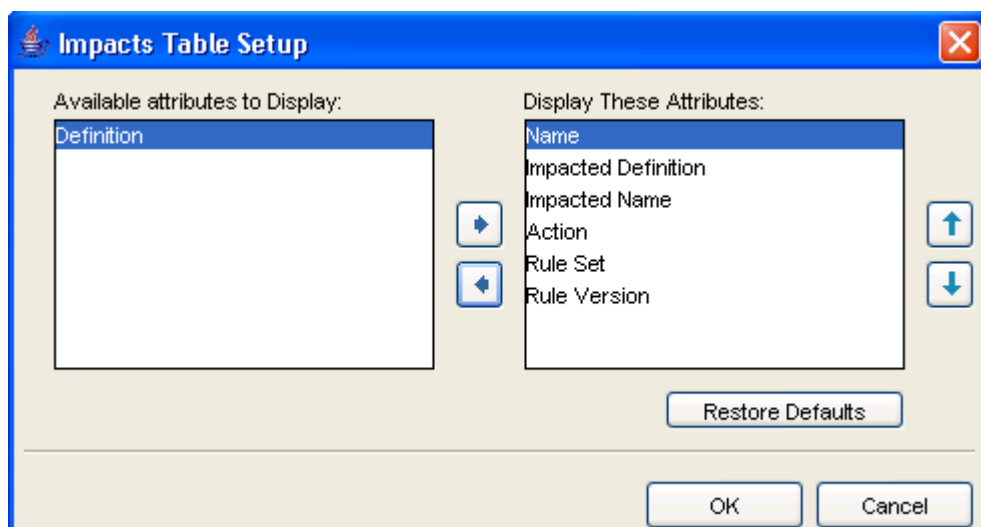 Impacts Table Setup
Available attributes to Display:
Definition
Display These Attributes:
Name
Impacted Definition
Impacted Name
Action
Rule Set
Rule Version
Restore Defaults
OK
Cancel